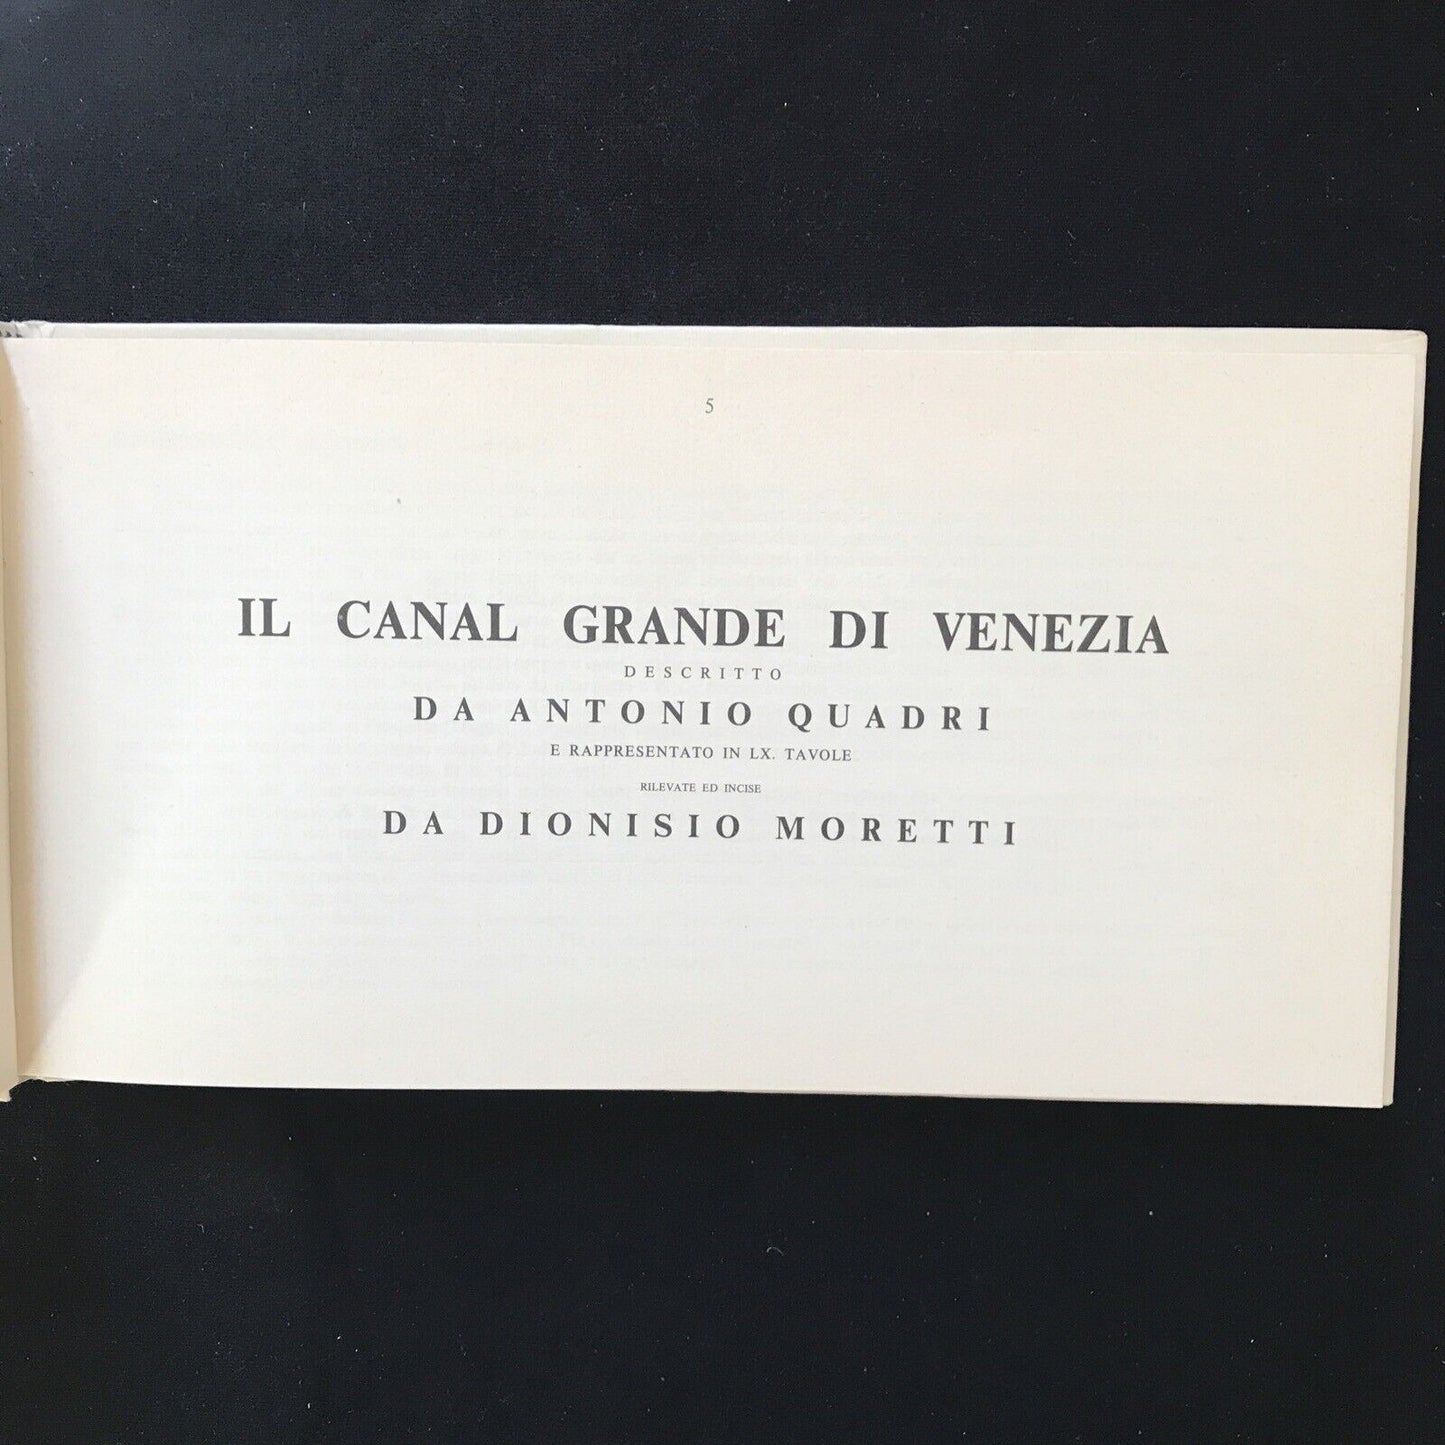 5
IL CANAL GRANDE DI VENEZIA
DESCRITTO
DA ANTONIO QUADRI
E RAPPRESENTATO IN LX. TAVOLE
RILEVATE ED INCISE
DA DIONISIO MORETTI